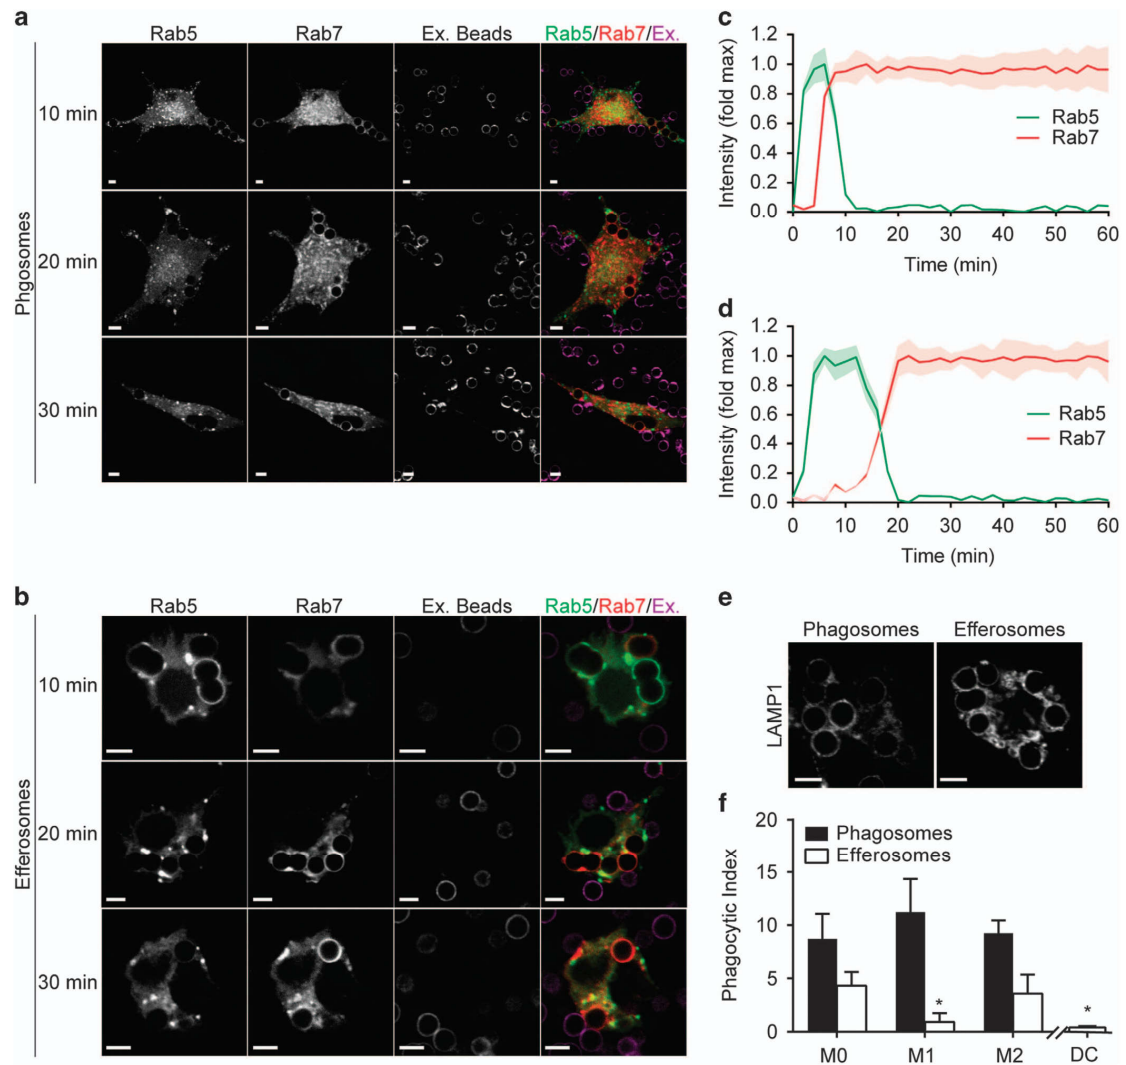 a
Rab5 Rab7 Ex. Beads Rab5/Rab7/Ex.
Phgosomes
10 min
20 min
30 min
b
Rab5 Rab7 Ex. Beads Rab5/Rab7/Ex.
Efferosomes
10 min
20 min
30 min
c
Intensity (fold max)
1.2
1.0
0.8
0.6
0.4
0.2
0.0
Rab5
Rab7
0 10 20 30 40 50 60
Time (min)
d
Intensity (fold max)
1.2
1.0
0.8
0.6
0.4
0.2
0.0
Rab5
Rab7
0 10 20 30 40 50 60
Time (min)
e
Phagosomes Efferosomes
LAMP1
f
Phagocytic Index
20
15
10
5
0
Phagosomes
Efferosomes
* *
M0 M1 M2 DC